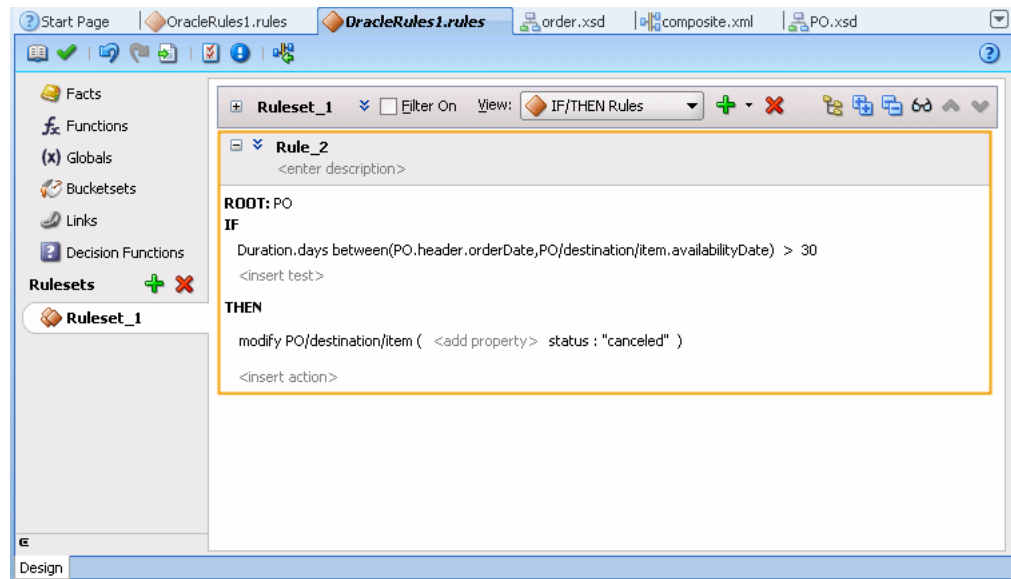 Start Page OracleRules1.rules OracleRules1.rules order.xsd composite.xml PO.xsd
Facts
Functions
Globals
Bucketsets
Links
Decision Functions
Rulesets
Ruleset_1
Ruleset_1 Filter On View: IF/THEN Rules
Rule_2
<enter description>
ROOT: PO
IF
Duration.days between(PO.header.orderDate,PO/destination/item.availabilityDate) > 30
<insert test>
THEN
modify PO/destination/item ( <add property> status : "canceled" )
<insert action>
Design